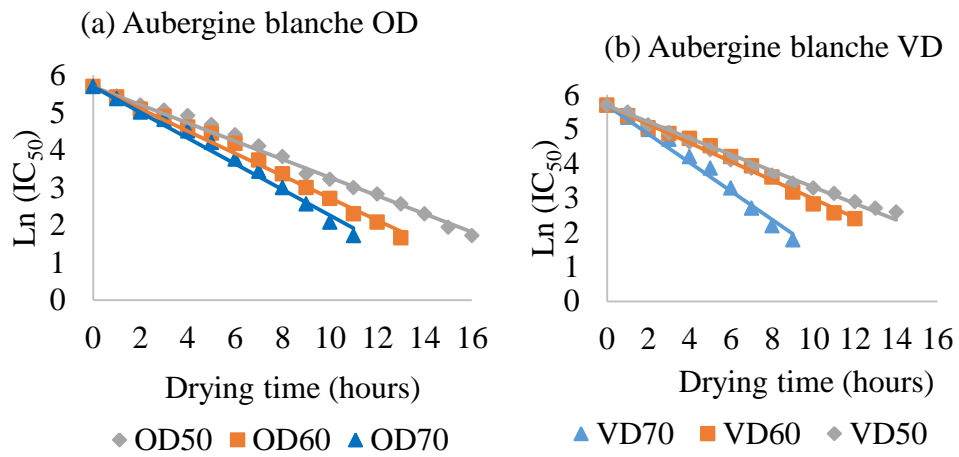 (a) Aubergine blanche OD
6
5
4
3
2
1
0
Ln (IC50)
0 2 4 6 8 10 12 14 16
Drying time (hours)
OD50 OD60 OD70
(b) Aubergine blanche VD
6
5
4
3
2
1
0
Ln (IC50)
0 2 4 6 8 10 12 14 16
Drying time (hours)
VD70 VD60 VD50